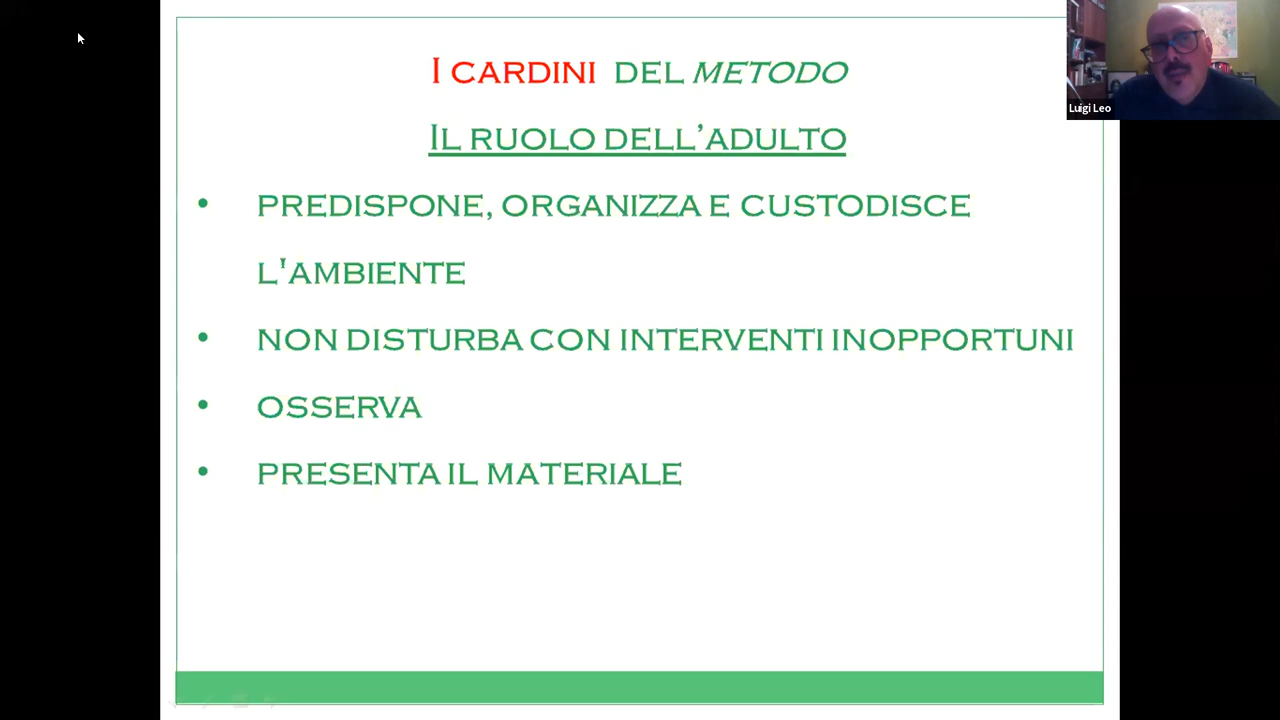 I CARDINI DEL METODO
IL RUOLO DELL'ADULTO
• PREDISPONE, ORGANIZZA E CUSTODISCE
L'AMBIENTE
• NON DISTURBA CON INTERVENTI INOPPORTUNI
• OSSERVA
• PRESENTA IL MATERIALE
Luigi Leo